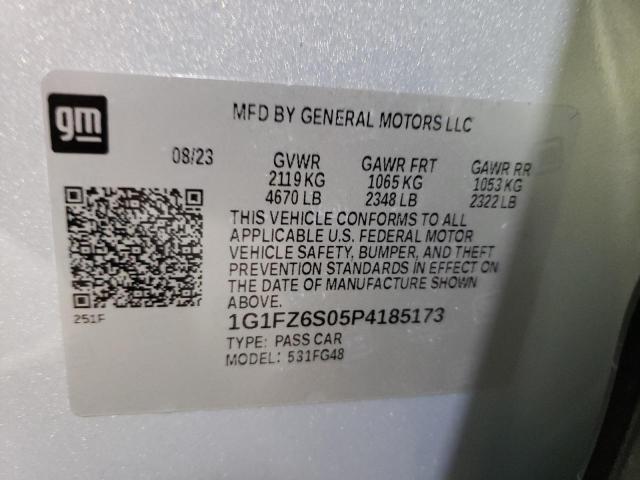 gm
MFD BY GENERAL MOTORS LLC
08/23 GVWR GAWR FRT GAWR RR
2119 KG 1065 KG 1053 KG
4670 LB 2348 LB 2322 LB
THIS VEHICLE CONFORMS TO ALL
APPLICABLE U.S. FEDERAL MOTOR
VEHICLE SAFETY, BUMPER, AND THEFT
PREVENTION STANDARDS IN EFFECT ON
THE DATE OF MANUFACTURE SHOWN
ABOVE.
251F
1G1FZ6S05P4185173
TYPE: PASS CAR
MODEL: 531FG48